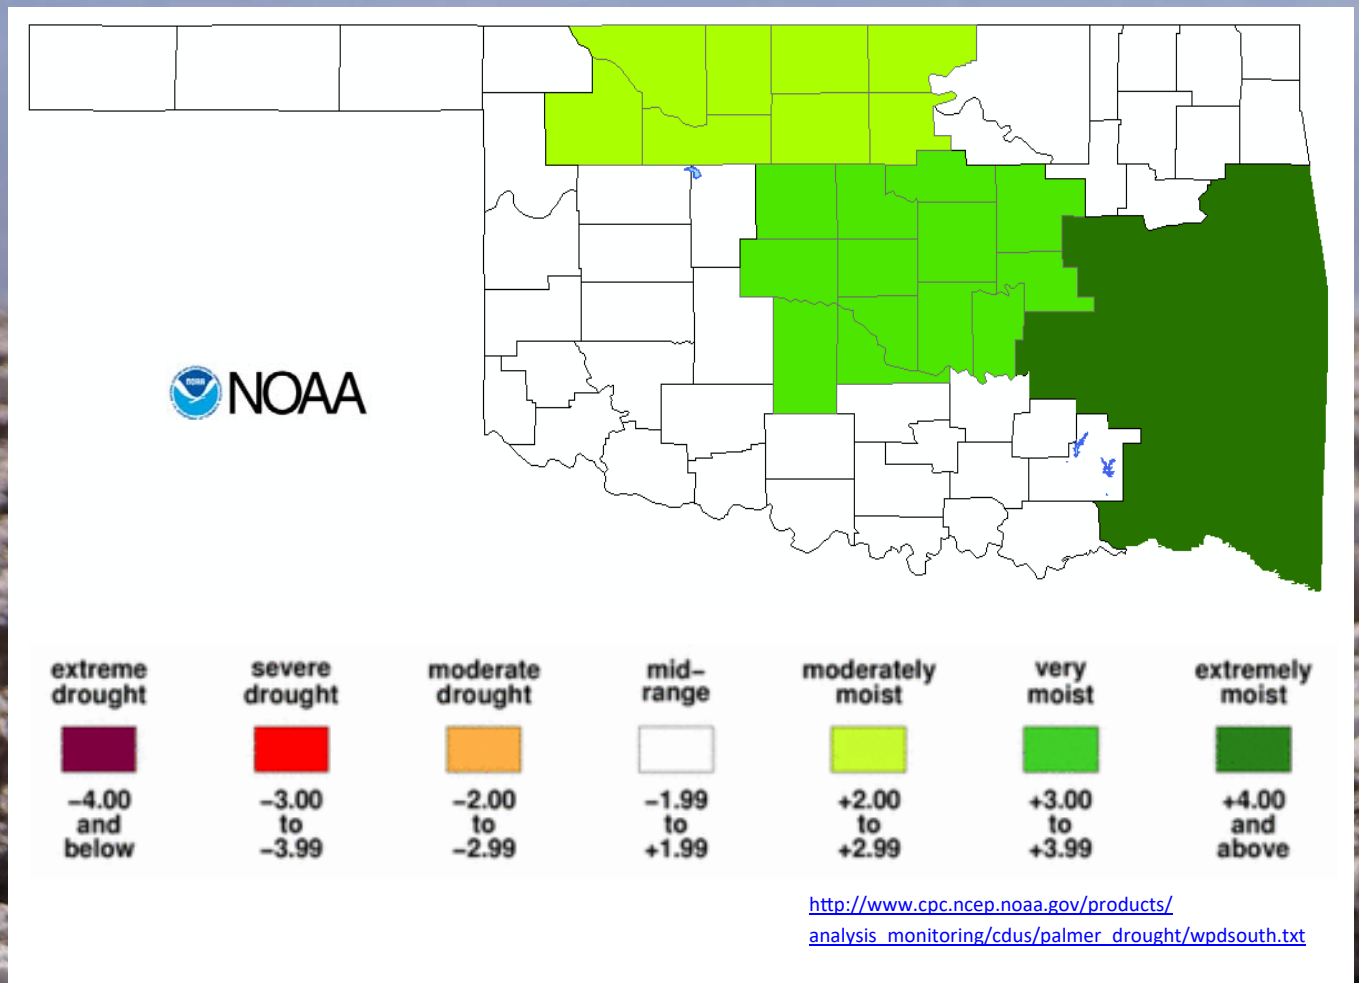 NOAA
NOAA
extreme
drought
severe
drought
moderate
drought
mid–
range
moderately
moist
very
moist
extremely
moist
−4.00
and
below
−3.00
to
−3.99
−2.00
to
−2.99
−1.99
to
+1.99
+2.00
to
+2.99
+3.00
to
+3.99
+4.00
and
above
http://www.cpc.ncep.noaa.gov/products/
analysis_monitoring/cdus/palmer_drought/wpdsouth.txt